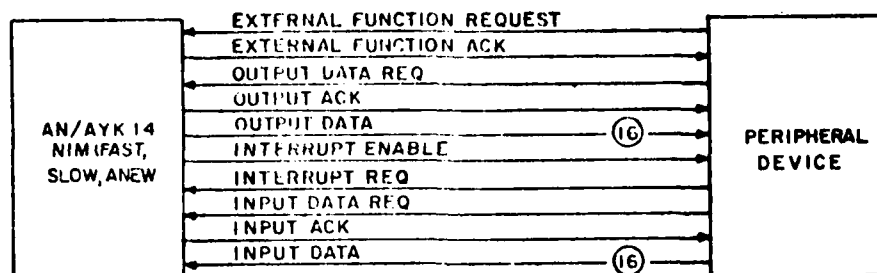 EXTERNAL FUNCTION REQUEST
EXTERNAL FUNCTION ACK
OUTPUT DATA REQ
OUTPUT ACK
OUTPUT DATA
16
INTERRUPT ENABLE
INTERRUPT REQ
INPUT DATA REQ
INPUT ACK
INPUT DATA
16
AN/AYK 14
NIM (FAST,
SLOW, ANEW
PERIPHERAL
DEVICE